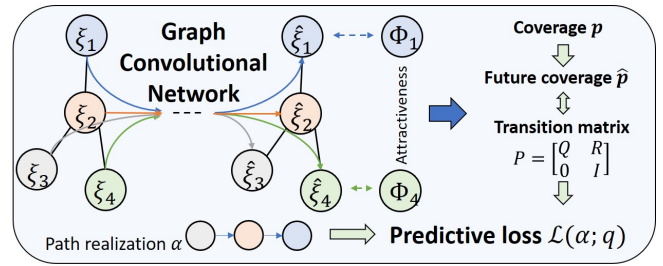 ξ1
ξ2
ξ3
ξ4
Graph
Convolutional
Network
ξ̂1
ξ̂2
ξ̂3
ξ̂4
Φ1
Attractiveness
Φ4
Coverage p
Future coverage p̂
Transition matrix
P = [Q R
0 I]
Path realization α
Predictive loss ℒ(α; q)